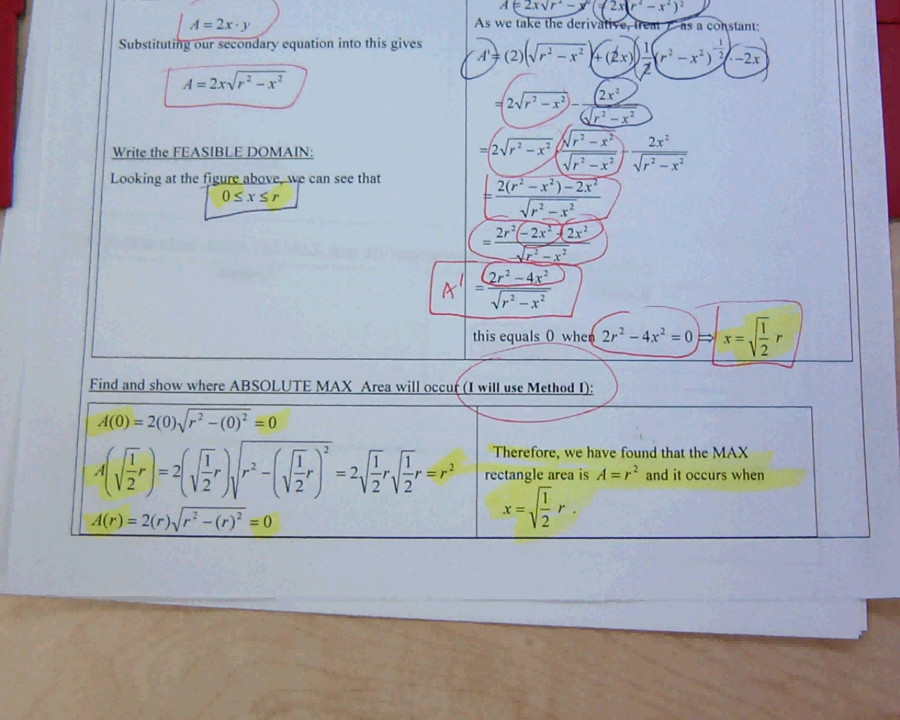 A = 2x · y
Substituting our secondary equation into this gives
A = 2x√(r² − x²)
Write the FEASIBLE DOMAIN:
Looking at the figure above, we can see that
0 ≤ x ≤ r
A = 2x√(r² − x²) = (2x)(r² − x²)
As we take the derivative, treat r as a constant:
A' = (2)(√(r² − x²)) + (2x)(1/2)(r² − x²)^(-1/2) · −2x
= 2√(r² − x²) − 2x²/√(r² − x²)
= 2√(r² − x²) · √(r² − x²)/√(r² − x²) − 2x²/√(r² − x²)
= (2(r² − x²) − 2x²)/√(r² − x²)
= (2r² − 2x² − 2x²)/√(r² − x²)
A' = (2r² − 4x²)/√(r² − x²)
this equals 0 when 2r² − 4x² = 0 ⇒ x = √(1/2) r
Find and show where ABSOLUTE MAX Area will occur (I will use Method I):
A(0) = 2(0)√(r² − (0)²) = 0
A(√(1/2) r) = 2(√(1/2) r)√(r² − (√(1/2) r)²) = 2√(1/2) r√(1/2) r = r²
A(r) = 2(r)√(r² − (r)²) = 0
Therefore, we have found that the MAX
rectangle area is A = r² and it occurs when
x = √(1/2) r .